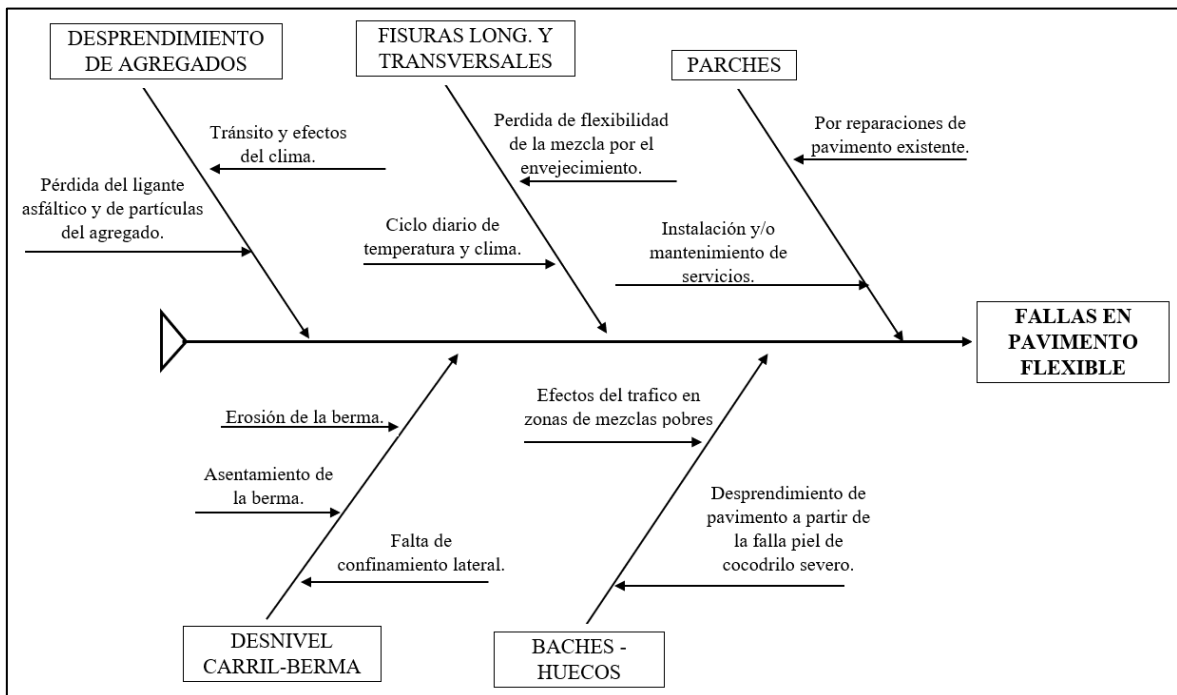 DESPRENDIMIENTO
DE AGREGADOS
FISURAS LONG. Y
TRANSVERSALES
PARCHES
Tránsito y efectos
del clima.
Pérdida del ligante
asfáltico y de partículas
del agregado.
Perdida de flexibilidad
de la mezcla por el
envejecimiento.
Ciclo diario de
temperatura y clima.
Por reparaciones de
pavimento existente.
Instalación y/o
mantenimiento de
servicios.
FALLAS EN
PAVIMENTO
FLEXIBLE
Erosión de la berma.
Asentamiento de
la berma.
Falta de
confinamiento lateral.
Efectos del trafico en
zonas de mezclas pobres
Desprendimiento de
pavimento a partir de
la falla piel de
cocodrilo severo.
DESNIVEL
CARRIL-BERMA
BACHES -
HUECOS